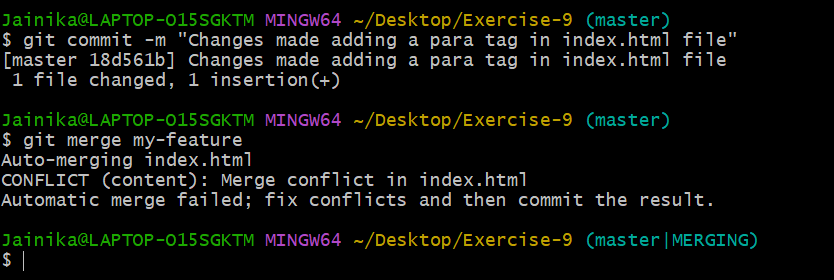 Jainika@LAPTOP-O15SGKTM MINGW64 ~/Desktop/Exercise-9 (master)
$ git commit -m "Changes made adding a para tag in index.html file"
[master 18d561b] Changes made adding a para tag in index.html file
 1 file changed, 1 insertion(+)
Jainika@LAPTOP-O15SGKTM MINGW64 ~/Desktop/Exercise-9 (master)
$ git merge my-feature
Auto-merging index.html
CONFLICT (content): Merge conflict in index.html
Automatic merge failed; fix conflicts and then commit the result.
Jainika@LAPTOP-O15SGKTM MINGW64 ~/Desktop/Exercise-9 (master|MERGING)
$